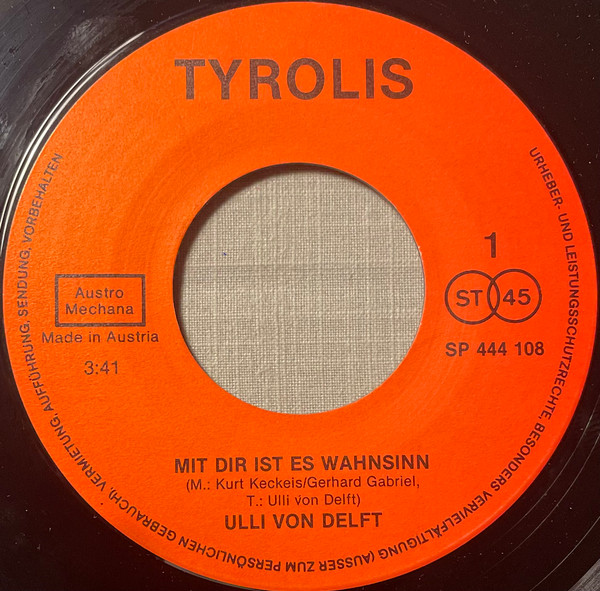 TYROLIS
URHEBER- UND LEISTUNGSSCHUTZRECHTE, BESONDERS VERVIELFÄLTIGUNG (AUSSER ZUM PERSÖNLICHEN GEBRAUCH), VERMIETUNG, AUFFÜHRUNG, SENDUNG, VORBEHALTEN
1
ST 45
SP 444 108
Austro
Mechana
Made in Austria
3:41
MIT DIR IST ES WAHNSINN
(M.: Kurt Keckeis/Gerhard Gabriel,
T.: Ulli von Delft)
ULLI VON DELFT